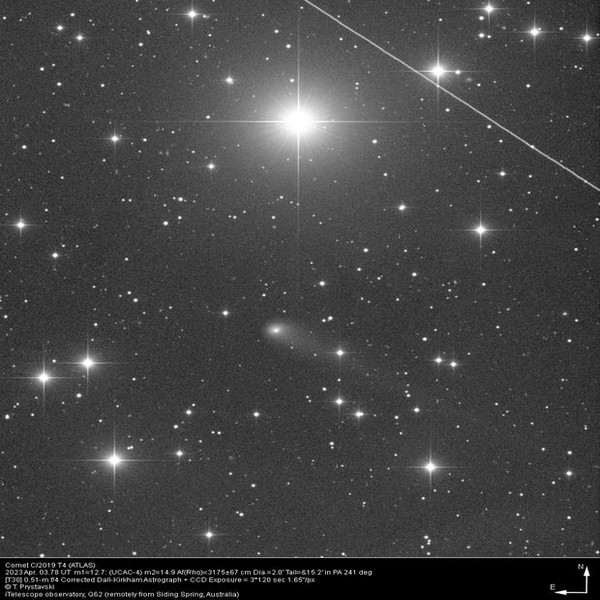 Comet C/2019 T4 (ATLAS)
2023 Apr. 03.78 UT m1=12.7: (UCAC-4) m2=14.9 Af(Rho)=3175±67 cm Dia.=2.0' Tail=&15.2' in PA 241 deg
[T30] 0.51-m f/4 Corrected Dall-Kirkham Astrograph + CCD Exposure = 3*120 sec 1.65"/px
© T. Prystavski
iTelescope observatory, Q62 (remotely from Siding Spring, Australia)
N
E